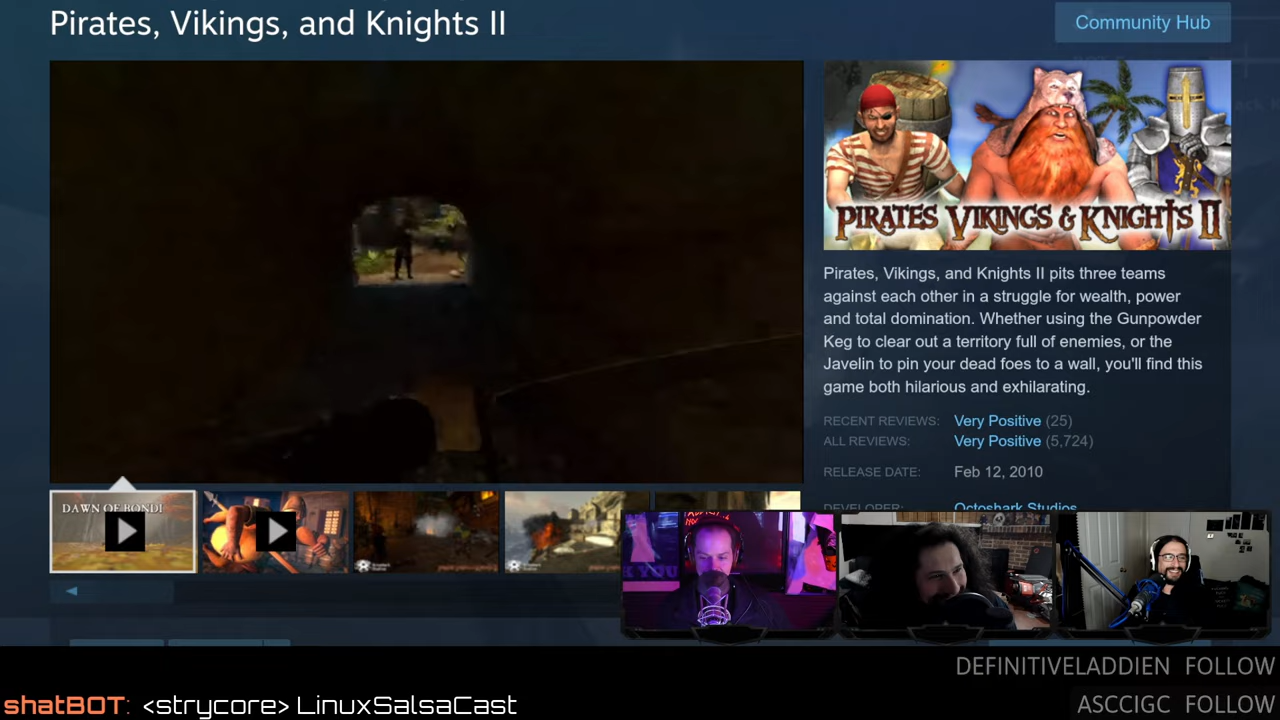 Pirates, Vikings, and Knights II
Community Hub
PIRATES VIKINGS & KNIGHTS II
Pirates, Vikings, and Knights II pits three teams
against each other in a struggle for wealth, power
and total domination. Whether using the Gunpowder
Keg to clear out a territory full of enemies, or the
Javelin to pin your dead foes to a wall, you'll find this
game both hilarious and exhilarating.
RECENT REVIEWS: Very Positive (25)
ALL REVIEWS: Very Positive (5,724)
RELEASE DATE: Feb 12, 2010
DEVELOPER: Octoshark Studios
DAWN OF BONDI
DEFINITIVELADDIEN FOLLOW
shatBOT: <strycore> LinuxSalsaCast
ASCCIGC FOLLOW